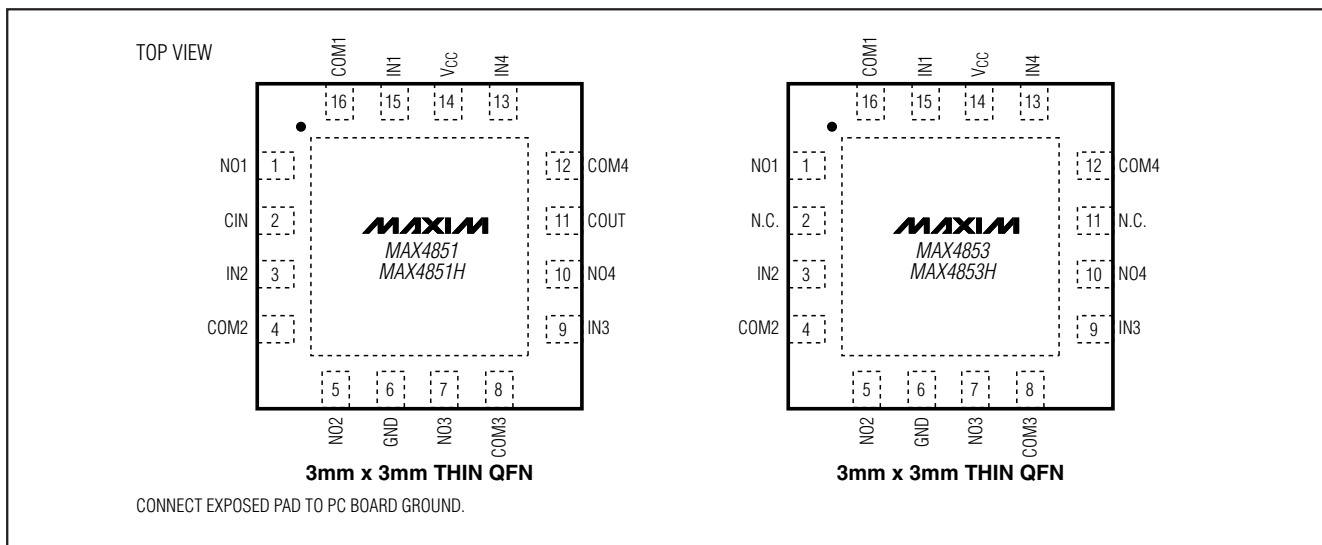 TOP VIEW
COM1 IN1 VCC IN4
16 15 14 13
NO1 1 12 COM4
CIN 2 11 COUT
IN2 3 10 NO4
COM2 4 9 IN3
MAXIM
MAX4851
MAX4851H
5 6 7 8
NO2 GND NO3 COM3
3mm x 3mm THIN QFN
COM1 IN1 VCC IN4
16 15 14 13
NO1 1 12 COM4
N.C. 2 11 N.C.
IN2 3 10 NO4
COM2 4 9 IN3
MAXIM
MAX4853
MAX4853H
5 6 7 8
NO2 GND NO3 COM3
3mm x 3mm THIN QFN
CONNECT EXPOSED PAD TO PC BOARD GROUND.